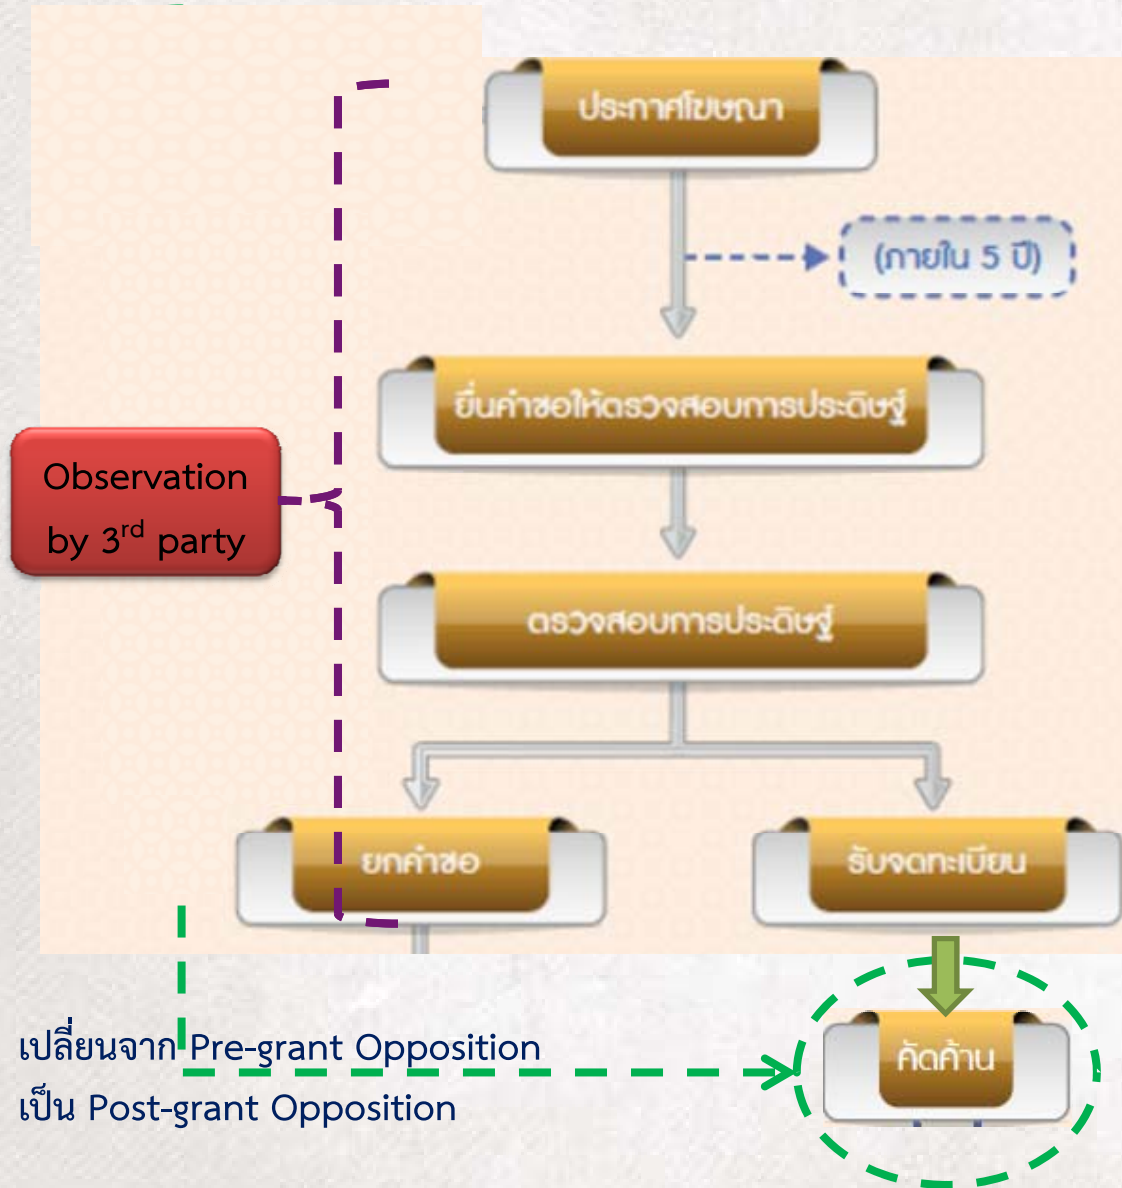 ประกาศโฆษณา
(ภายใน 5 ปี)
ยื่นคำขอให้ตรวจสอบการประดิษฐ์
Observation
by 3rd party
ตรวจสอบการประดิษฐ์
ยกคำขอ
รับจดทะเบียน
เปลี่ยนจาก Pre-grant Opposition
เป็น Post-grant Opposition
คัดค้าน